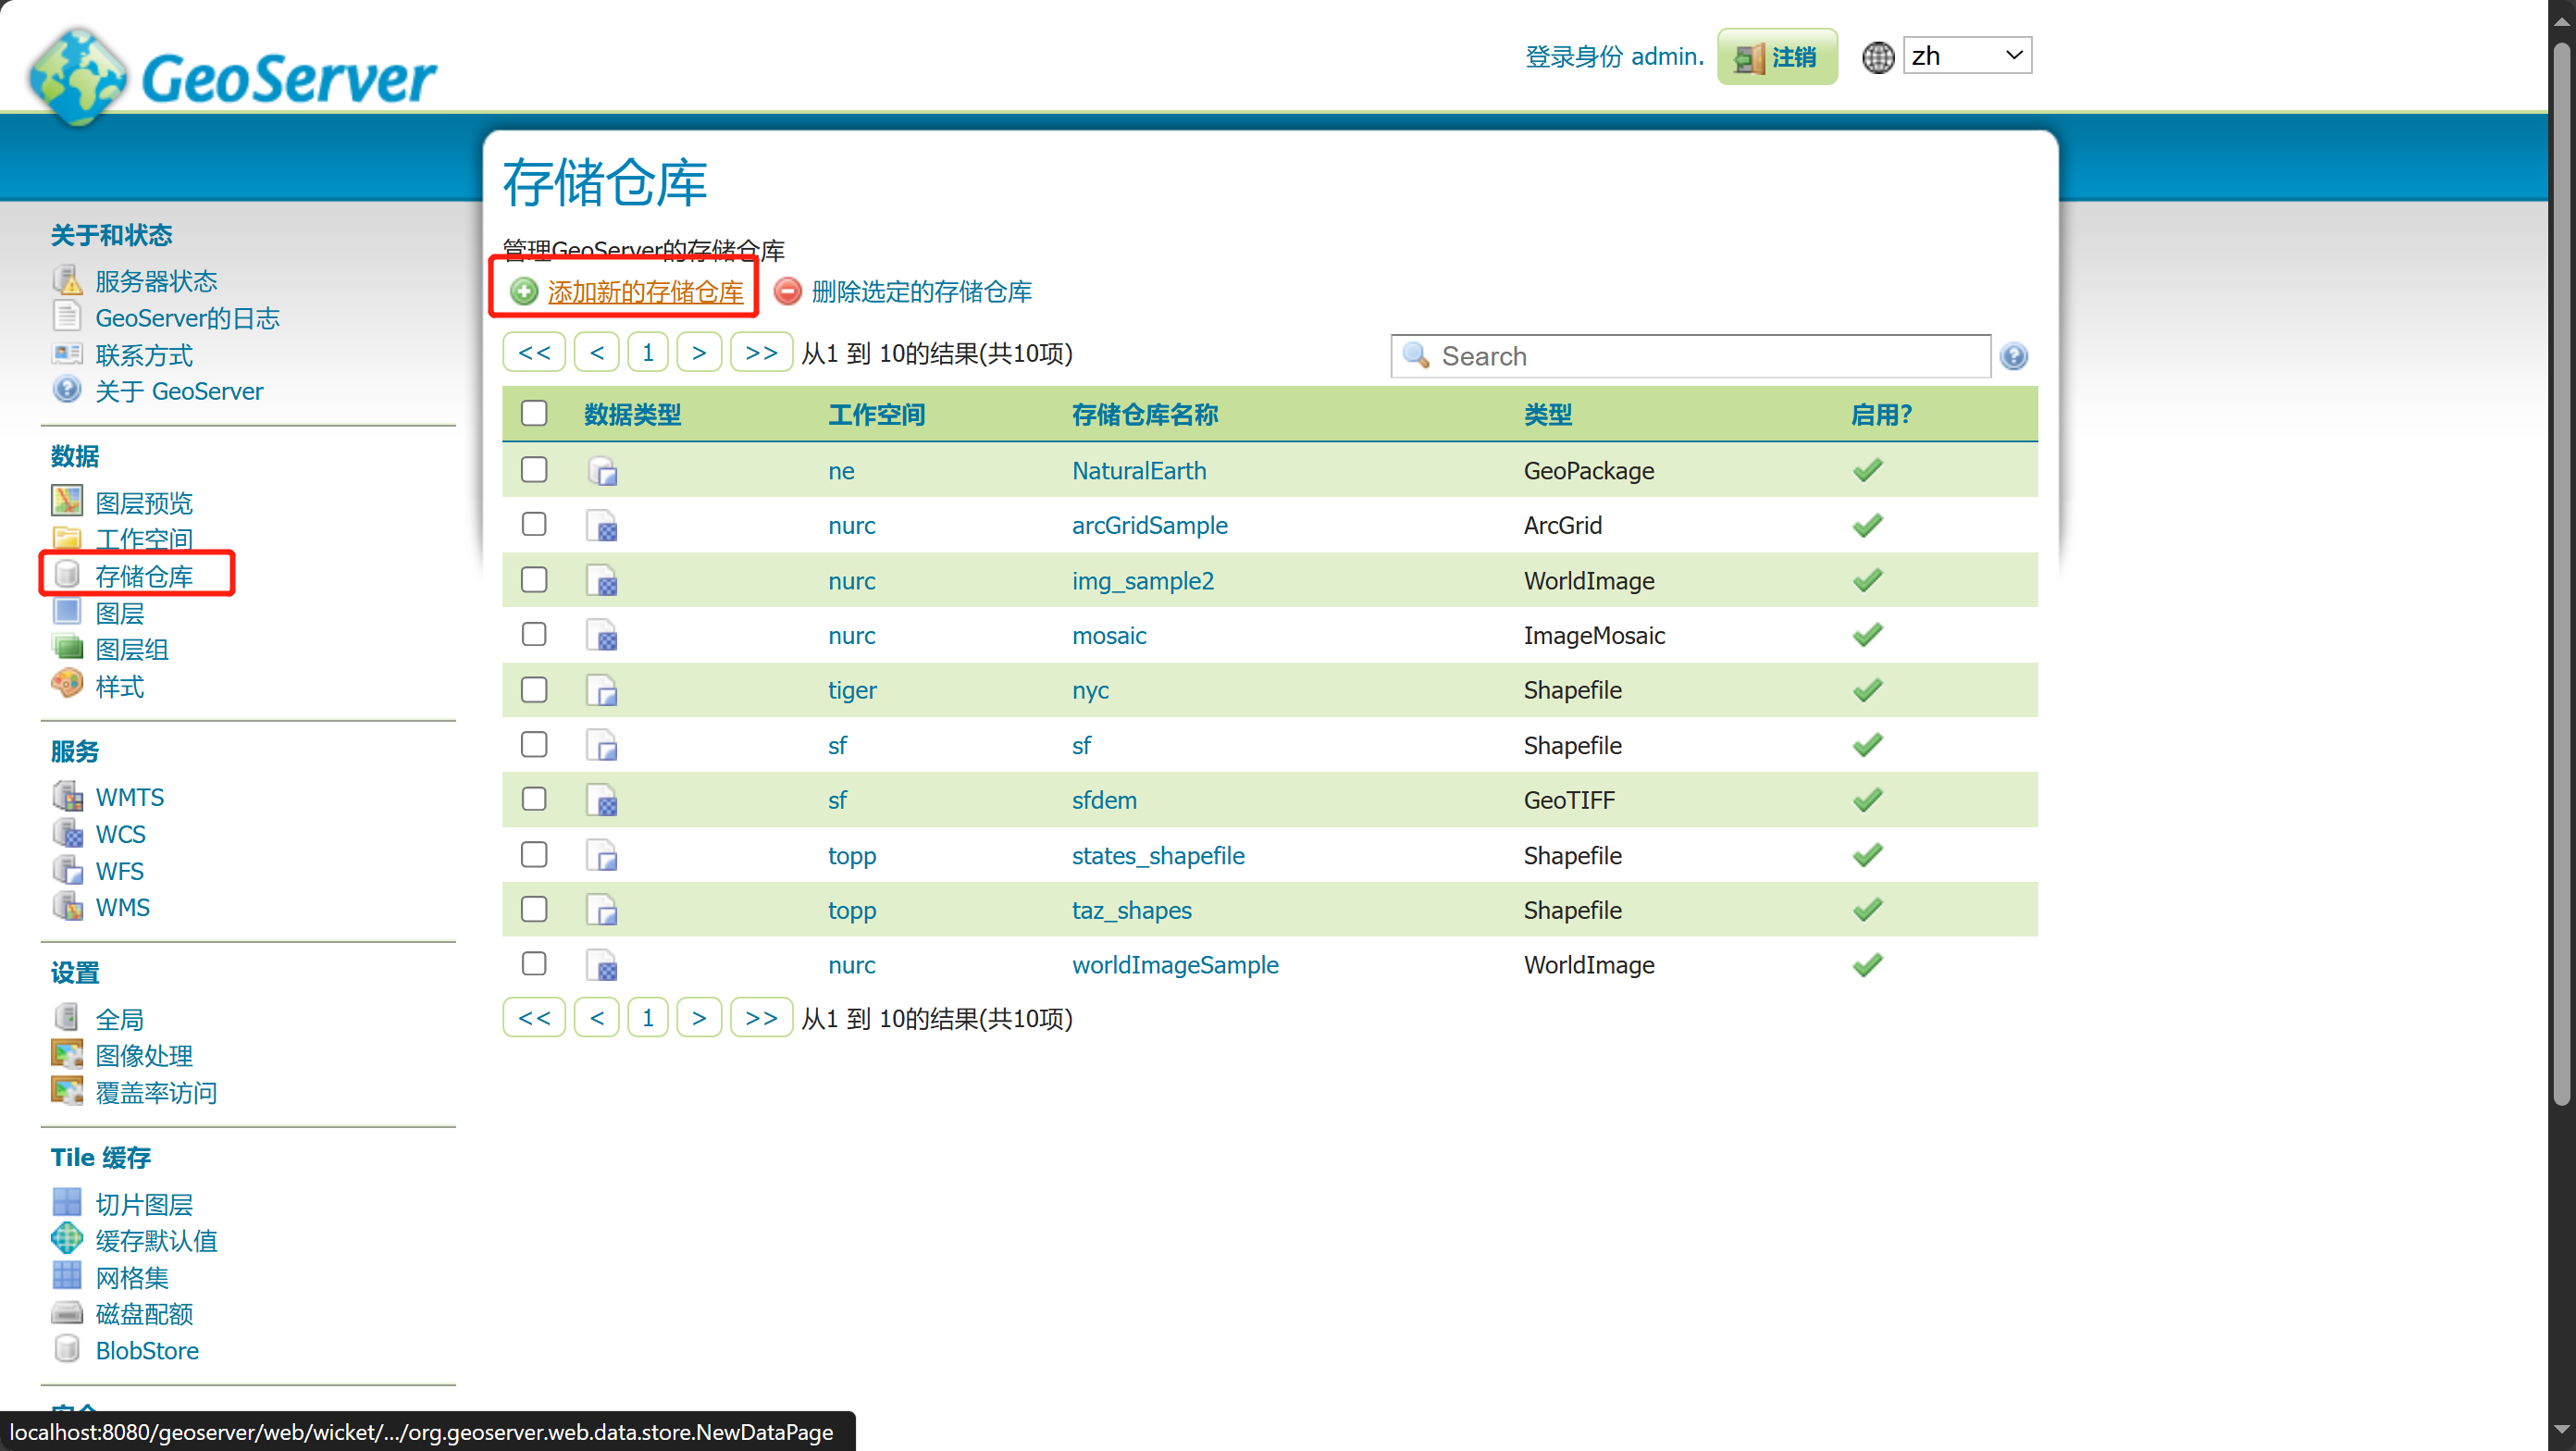 GeoServer
登录身份 admin. 注销 zh
存储仓库
管理GeoServer的存储仓库
添加新的存储仓库 删除选定的存储仓库
<< < 1 > >> 从1 到 10的结果(共10项) Search
数据类型 工作空间 存储仓库名称 类型 启用?
ne NaturalEarth GeoPackage
nurc arcGridSample ArcGrid
nurc img_sample2 WorldImage
nurc mosaic ImageMosaic
tiger nyc Shapefile
sf sf Shapefile
sf sfdem GeoTIFF
topp states_shapefile Shapefile
topp taz_shapes Shapefile
nurc worldImageSample WorldImage
<< < 1 > >> 从1 到 10的结果(共10项)
关于和状态
服务器状态
GeoServer的日志
联系方式
关于 GeoServer
数据
图层预览
工作空间
存储仓库
图层
图层组
样式
服务
WMTS
WCS
WFS
WMS
设置
全局
图像处理
覆盖率访问
Tile 缓存
切片图层
缓存默认值
网格集
磁盘配额
BlobStore
localhost:8080/geoserver/web/wicket/.../org.geoserver.web.data.store.NewDataPage